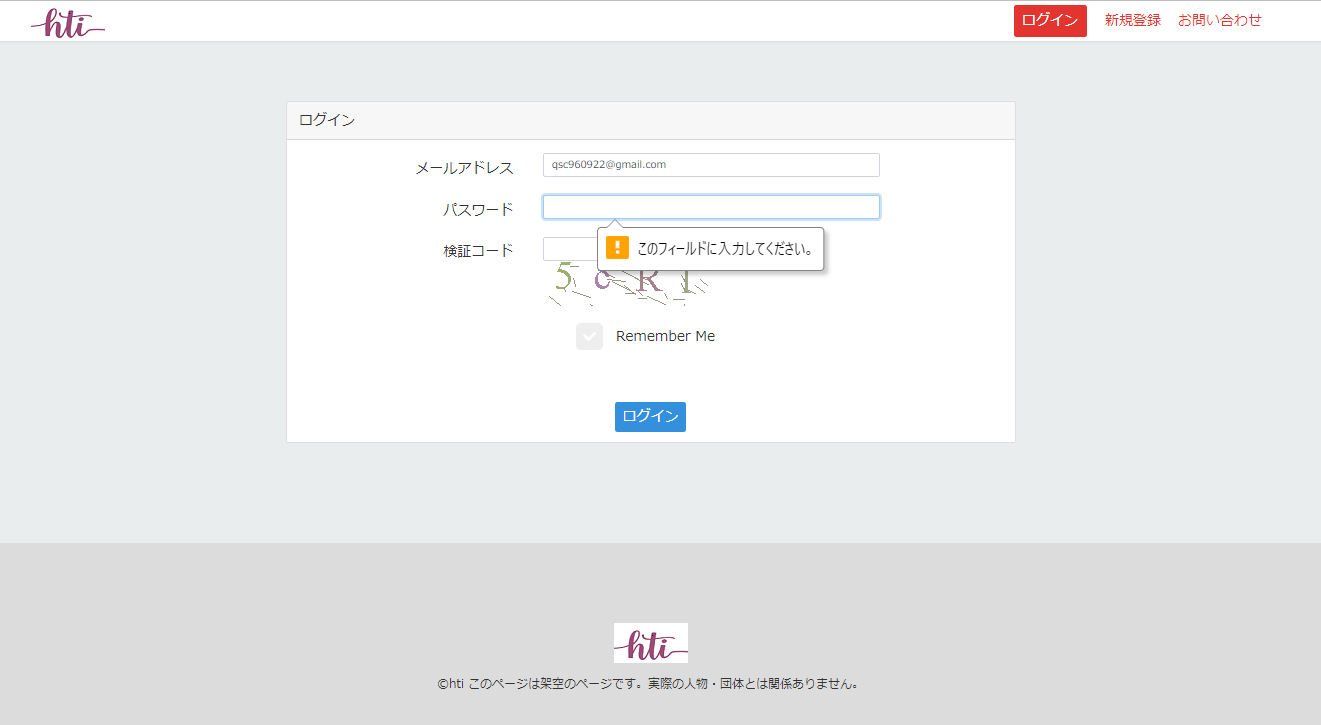 hti
ログイン 新規登録 お問い合わせ
ログイン
メールアドレス qsc960922@gmail.com
パスワード
このフィールドに入力してください。
検証コード
Remember Me
ログイン
hti
©hti このページは架空のページです。実際の人物・団体とは関係ありません。